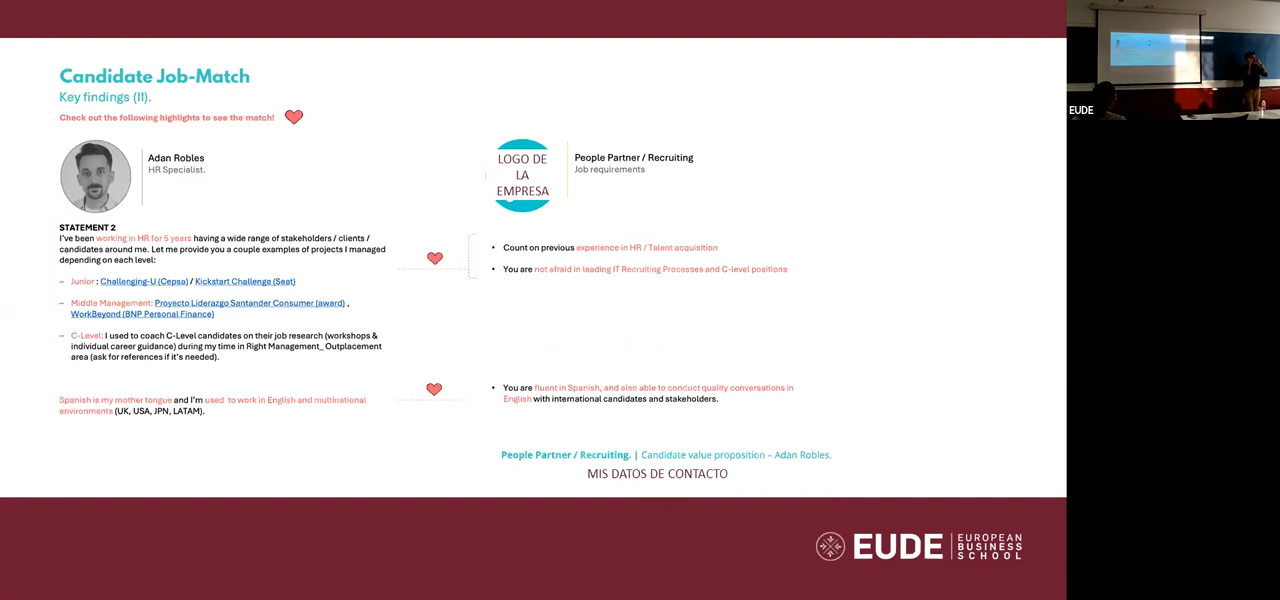 Candidate Job-Match
Key findings (II).
Check out the following highlights to see the match!
Adan Robles
HR Specialist.
LOGO DE
LA
EMPRESA
People Partner / Recruiting
Job requirements
STATEMENT 2
I've been working in HR for 5 years having a wide range of stakeholders / clients /
candidates around me. Let me provide you a couple examples of projects I managed
depending on each level:
– Junior : Challenging-U (Cepsa) / Kickstart Challenge (Seat)
– Middle Management: Proyecto Liderazgo Santander Consumer (award) ,
WorkBeyond (BNP Personal Finance)
– C-Level: I used to coach C-Level candidates on their job research (workshops &
individual career guidance) during my time in Right Management_ Outplacement
area (ask for references if it's needed).
Spanish is my mother tongue and I'm used to work in English and multinational
environments (UK, USA, JPN, LATAM).
• Count on previous experience in HR / Talent acquisition
• You are not afraid in leading IT Recruiting Processes and C-level positions
• You are fluent in Spanish, and also able to conduct quality conversations in
English with international candidates and stakeholders.
People Partner / Recruiting. | Candidate value proposition – Adan Robles.
MIS DATOS DE CONTACTO
EUDE
EUROPEAN
BUSINESS
SCHOOL
EUDE